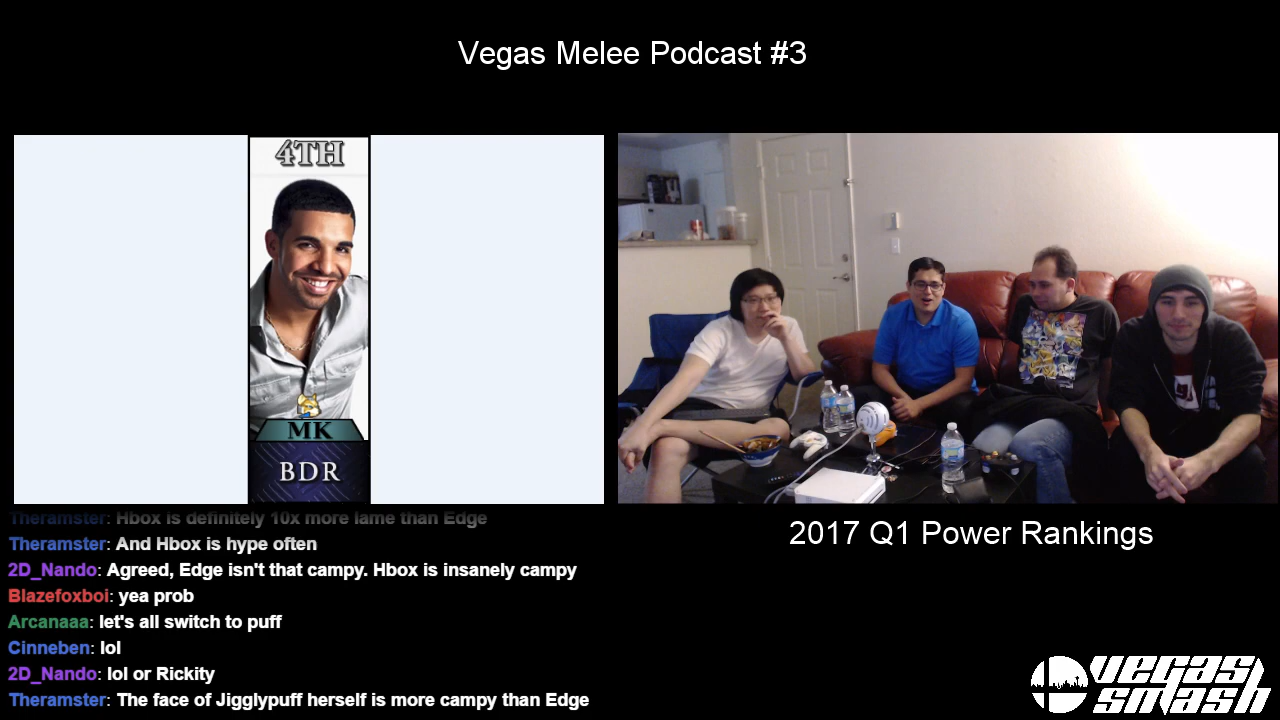 Vegas Melee Podcast #3
4TH
MK
BDR
Theramster: Hbox is definitely 10x more lame than Edge
Theramster: And Hbox is hype often
2D_Nando: Agreed, Edge isn't that campy. Hbox is insanely campy
Blazefoxboi: yea prob
Arcanaaa: let's all switch to puff
Cinneben: lol
2D_Nando: lol or Rickity
Theramster: The face of Jigglypuff herself is more campy than Edge
2017 Q1 Power Rankings
VEGAS
SMASH